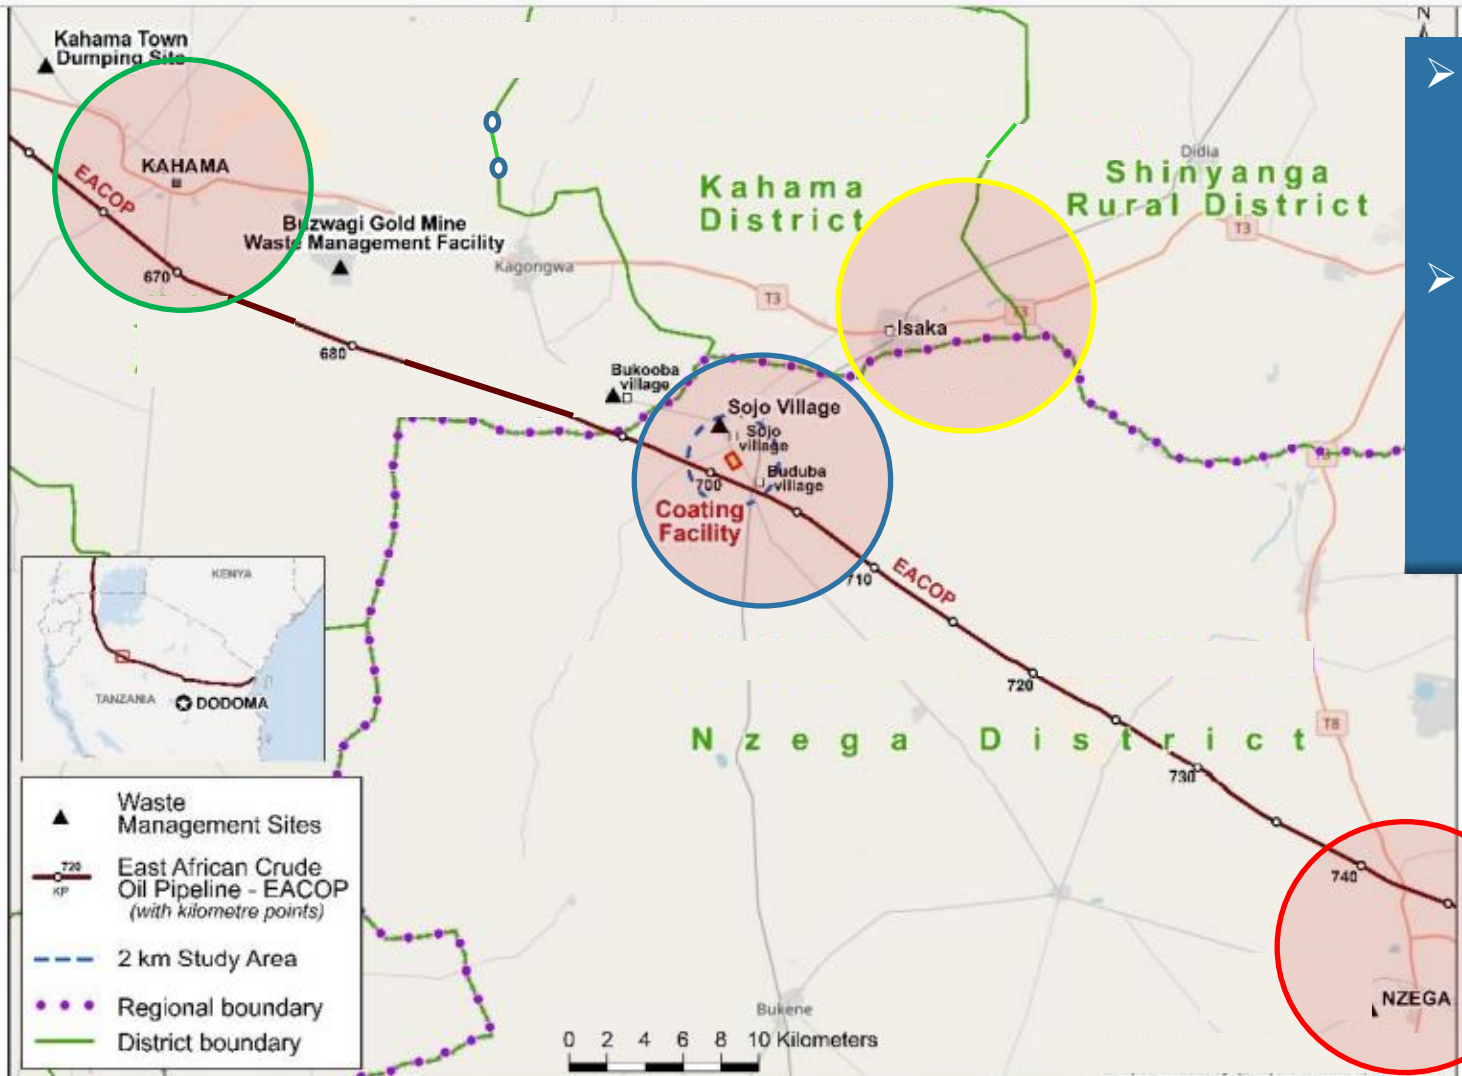 N
Kahama Town
Dumping Site
KAHAMA
EACOP
670
Buzwagi Gold Mine
Waste Management Facility
Kagongwa
680
Kahama
District
T3
Didia
Shinyanga
Rural District
T3
T3
Isaka
Bukooba
village
Sojo Village
Sojo
village
700
Buduba
village
Coating
Facility
710
EACOP
720
Nzega District
T8
730
740
NZEGA
Bukene
KENYA
TANZANIA
DODOMA
Waste
Management Sites
720
KP
East African Crude
Oil Pipeline - EACOP
(with kilometre points)
2 km Study Area
Regional boundary
District boundary
0 2 4 6 8 10 Kilometers